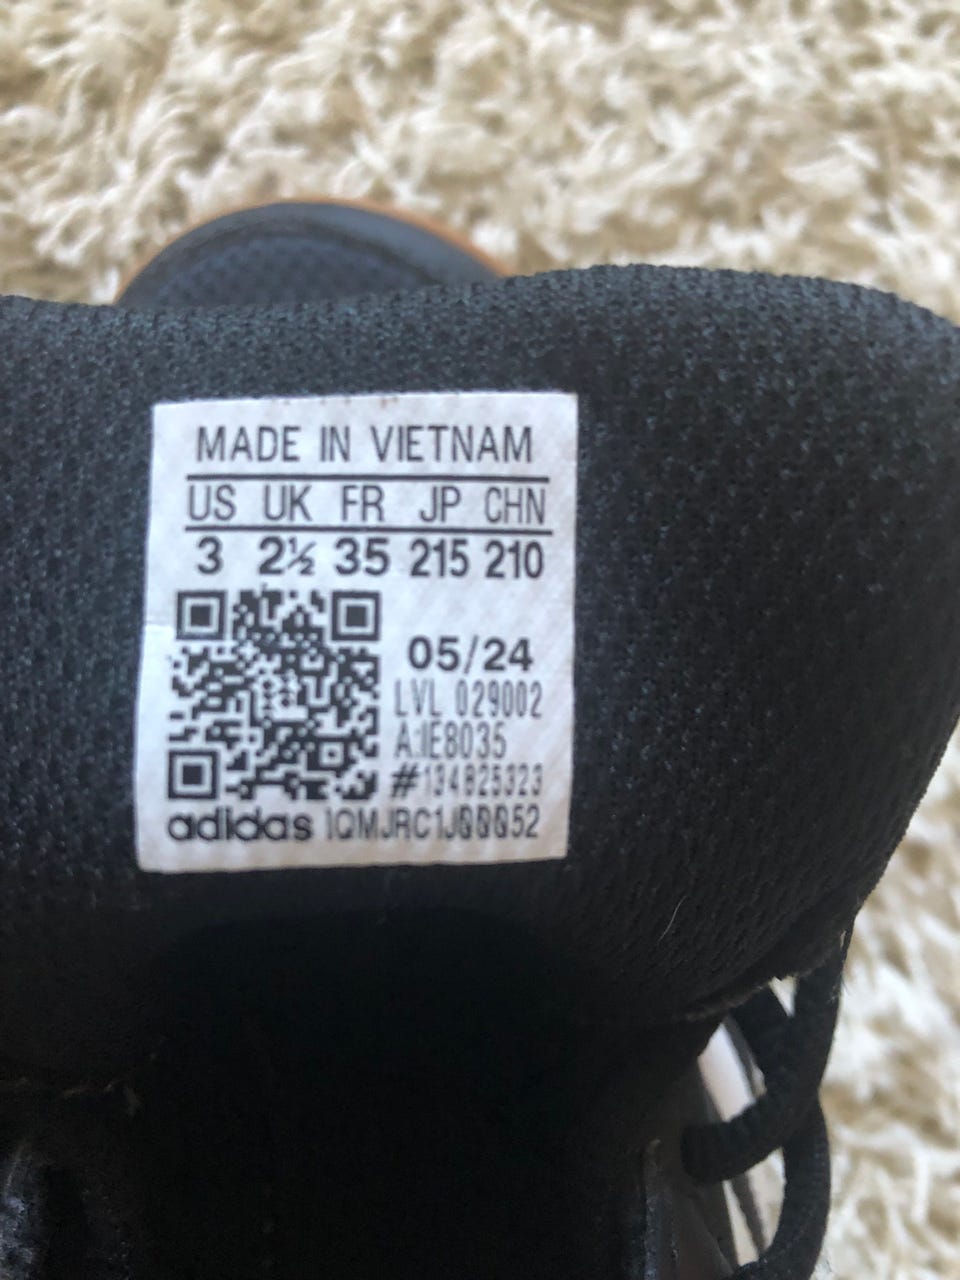 MADE IN VIETNAM
US UK FR JP CHN
3 2½ 35 215 210
05/24
LVL 029002
A:IE8035
#134825323
adidas 1QMJRC1J00052